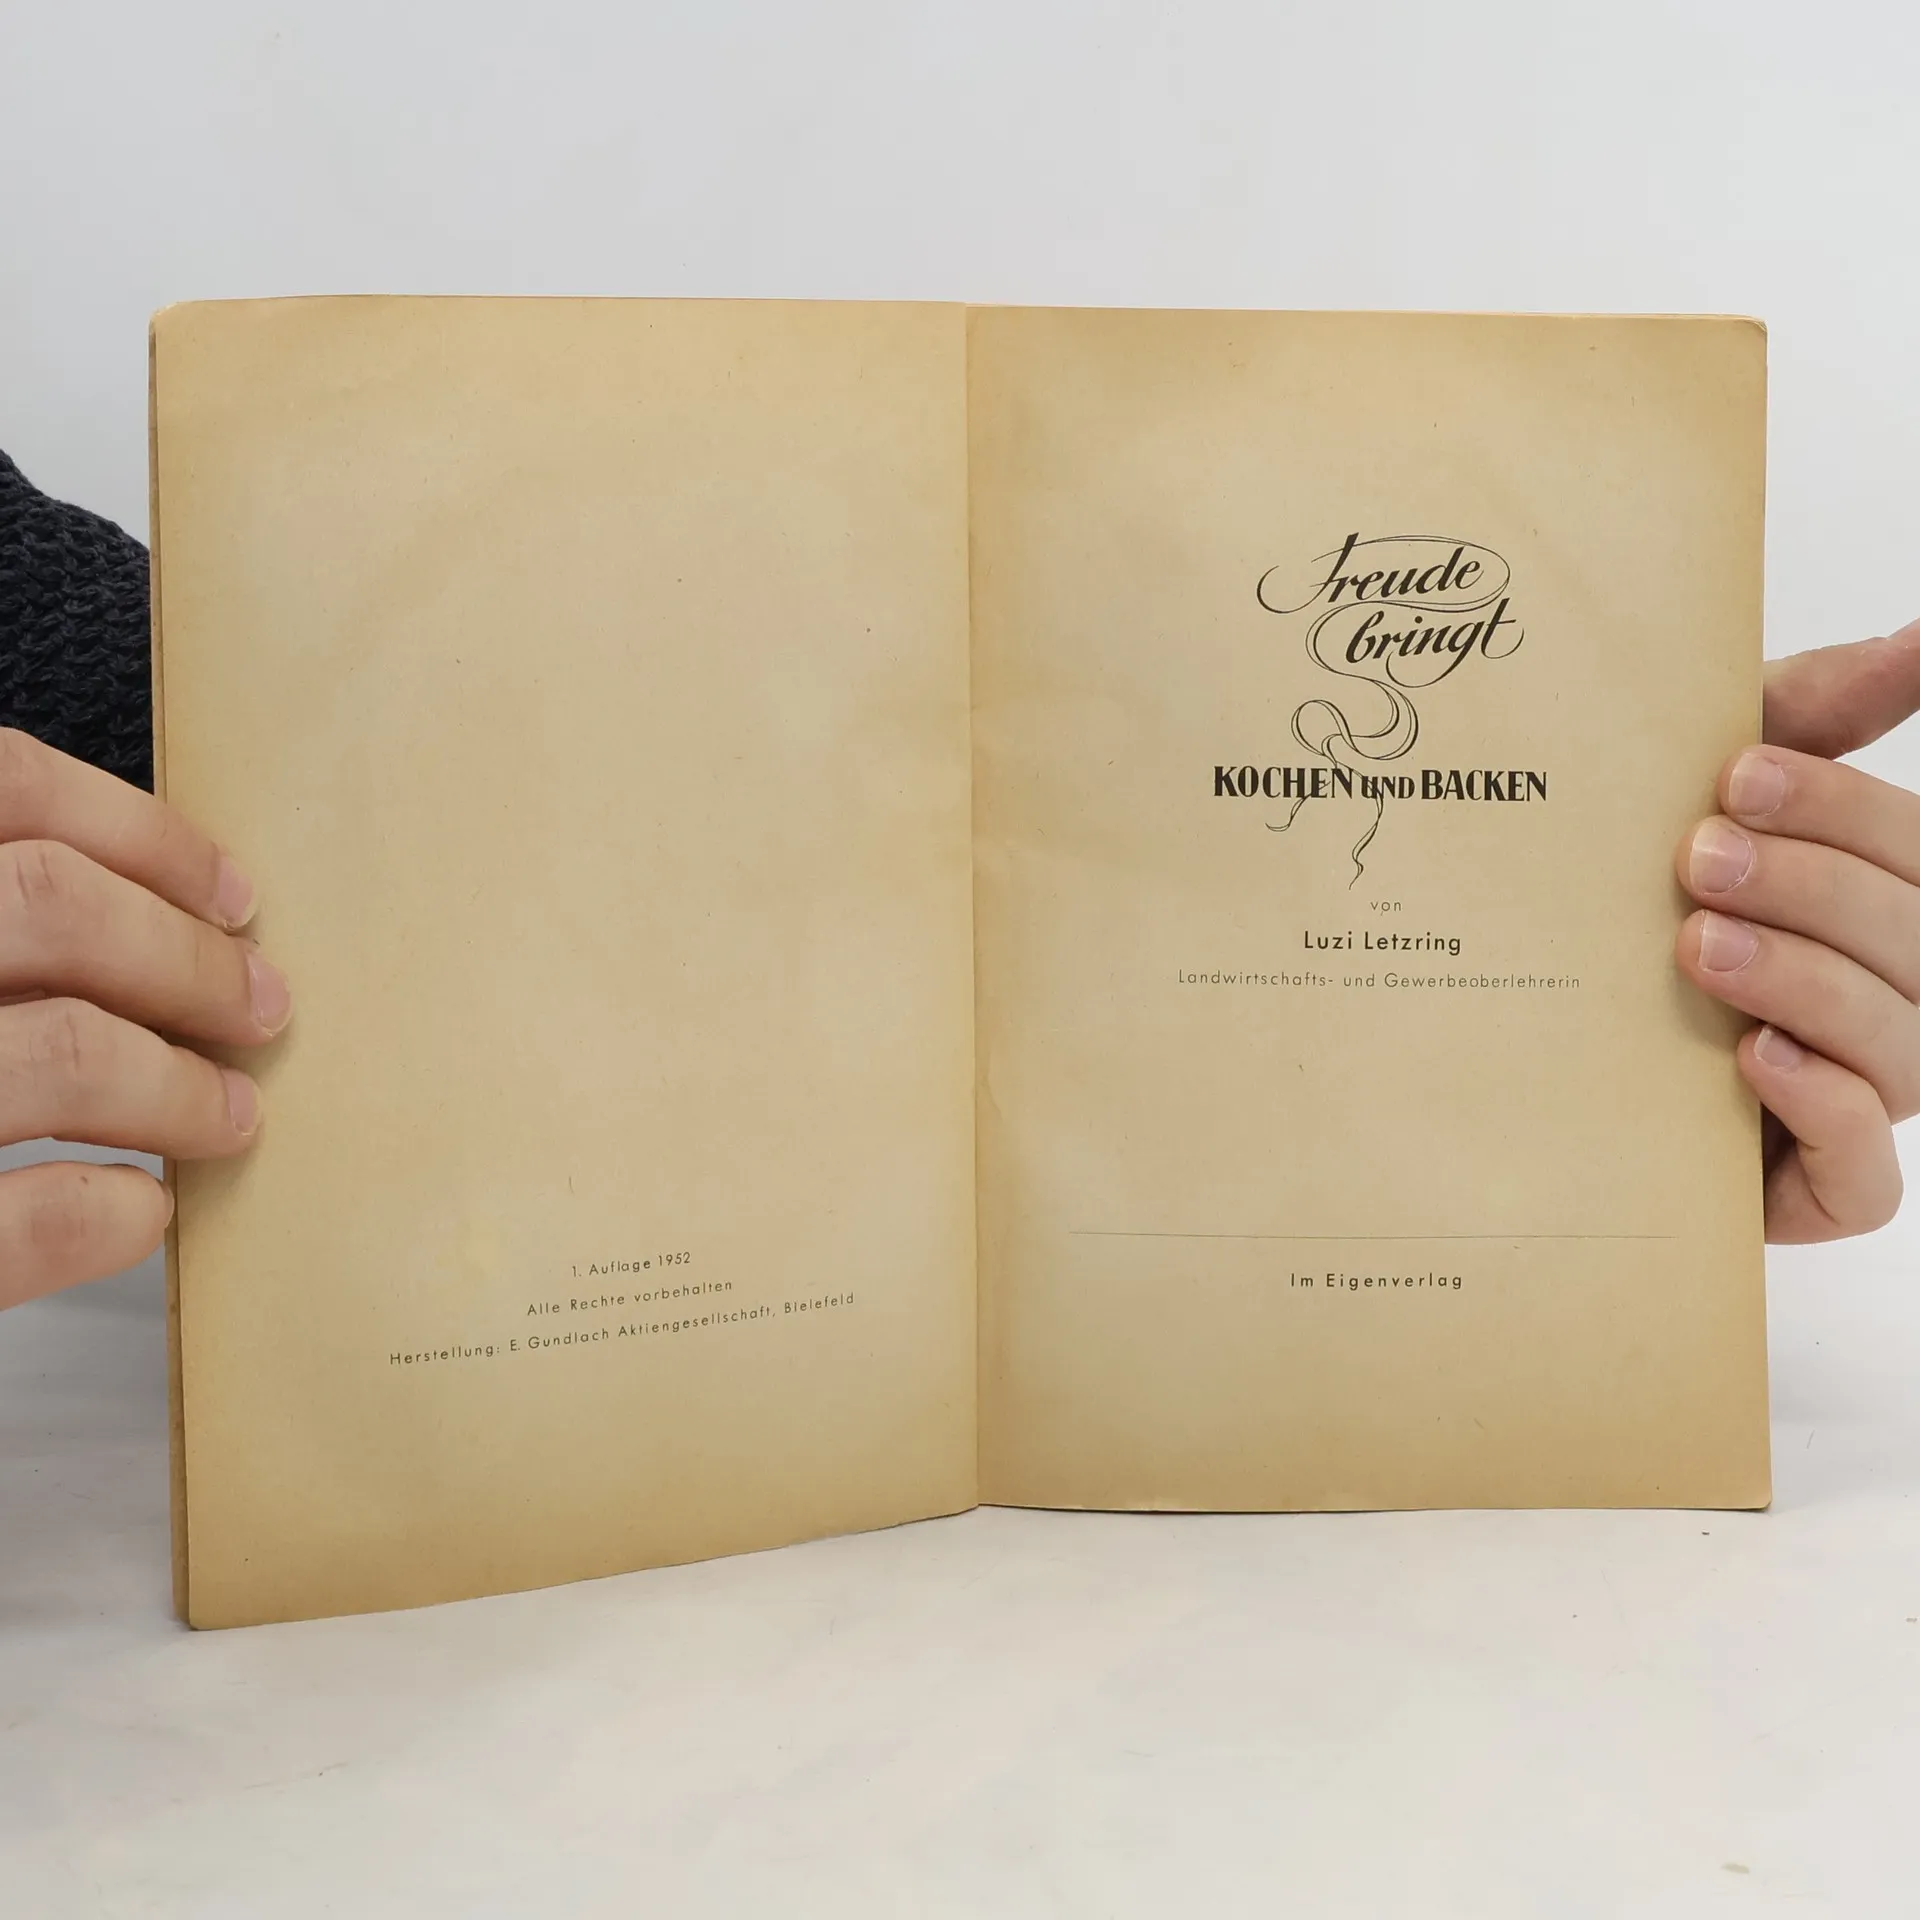 1. Auflage 1952
Alle Rechte vorbehalten
Herstellung: E. Gundlach Aktiengesellschaft, Bielefeld
Freude
bringt
KOCHEN UND BACKEN
von
Luzi Letzring
Landwirtschafts- und Gewerbeoberlehrerin
Im Eigenverlag